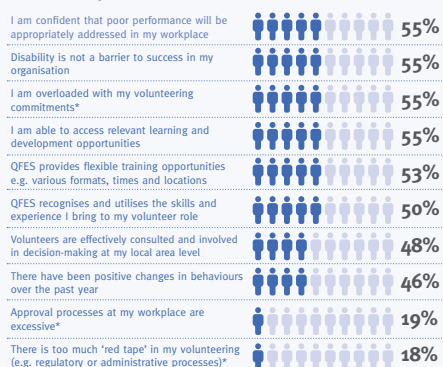 I am confident that poor performance will be
appropriately addressed in my workplace
55%
Disability is not a barrier to success in my
organisation
55%
I am overloaded with my volunteering
commitments*
55%
I am able to access relevant learning and
development opportunities
55%
QFES provides flexible training opportunities
e.g. various formats, times and locations
53%
QFES recognises and utilises the skills and
experience I bring to my volunteer role
50%
Volunteers are effectively consulted and involved
in decision-making at my local area level
48%
There have been positive changes in behaviours
over the past year
46%
Approval processes at my workplace are
excessive*
19%
There is too much ‘red tape’ in my volunteering
(e.g. regulatory or administrative processes)*
18%